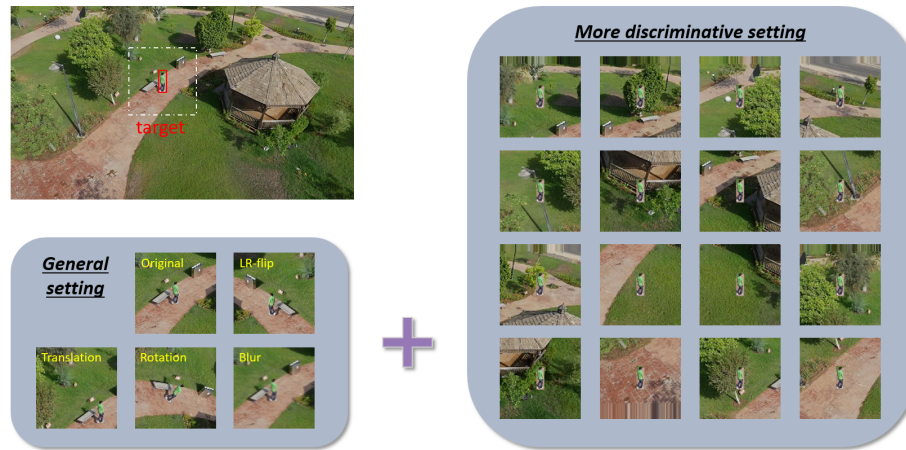 target
More discriminative setting
General
setting
Original
LR-flip
Translation
Rotation
Blur